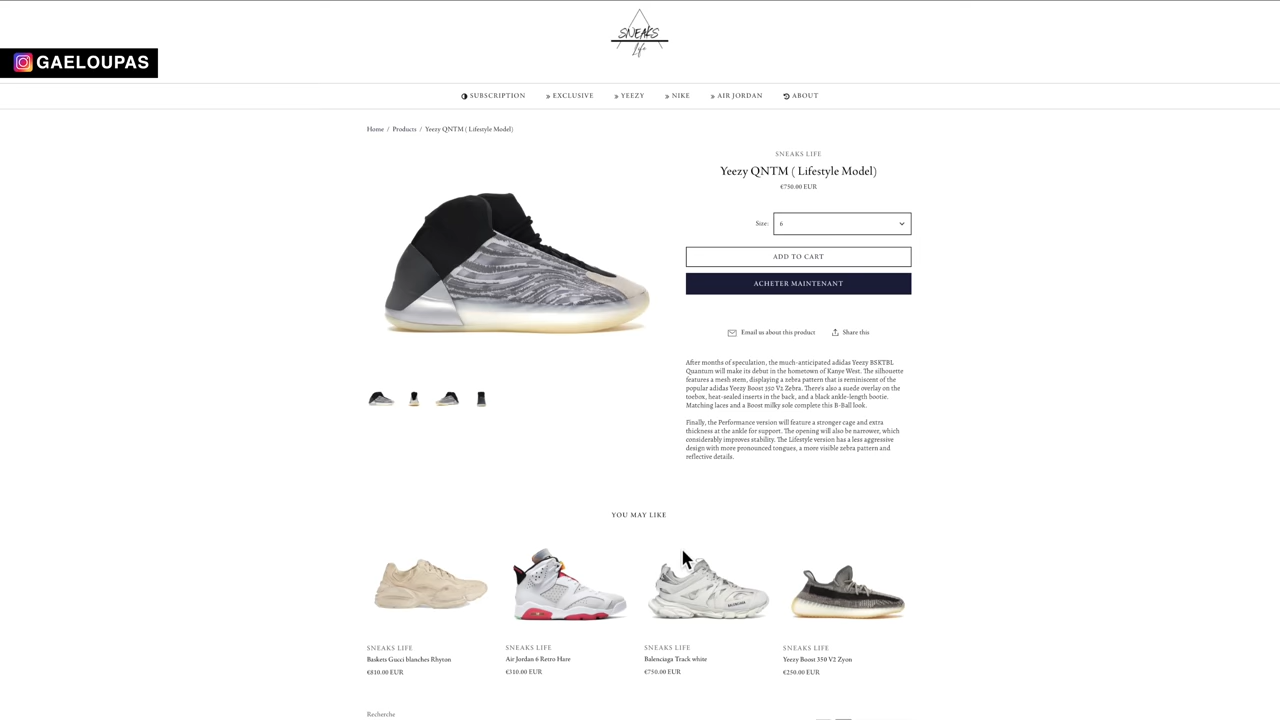 SNEAKS
Life
GAELOUPAS
SUBSCRIPTION
» EXCLUSIVE
» YEEZY
» NIKE
» AIR JORDAN
ABOUT
Home / Products / Yeezy QNTM ( Lifestyle Model)
SNEAKS LIFE
Yeezy QNTM ( Lifestyle Model)
€750.00 EUR
Size: 6
ADD TO CART
ACHETER MAINTENANT
Email us about this product
Share this
After months of speculation, the much-anticipated adidas Yeezy BSKTBL
Quantum will make its debut in the hometown of Kanye West. The silhouette
features a mesh stem, displaying a zebra pattern that is reminiscent of the
popular adidas Yeezy Boost 350 V2 Zebra. There's also a suede overlay on the
toebox, heat-sealed inserts in the back, and a black ankle-length bootie.
Matching laces and a Boost milky sole complete this B-Ball look.
Finally, the Performance version will feature a stronger cage and extra
thickness at the ankle for support. The opening will also be narrower, which
considerably improves stability. The Lifestyle version has a less aggressive
design with more pronounced tongues, a more visible zebra pattern and
reflective details.
YOU MAY LIKE
BALENCIAGA
SNEAKS LIFE
Baskets Gucci blanches Rhyton
€810.00 EUR
SNEAKS LIFE
Air Jordan 6 Retro Hare
€310.00 EUR
SNEAKS LIFE
Balenciaga Track white
€750.00 EUR
SNEAKS LIFE
Yeezy Boost 350 V2 Zyon
€250.00 EUR
Recherche